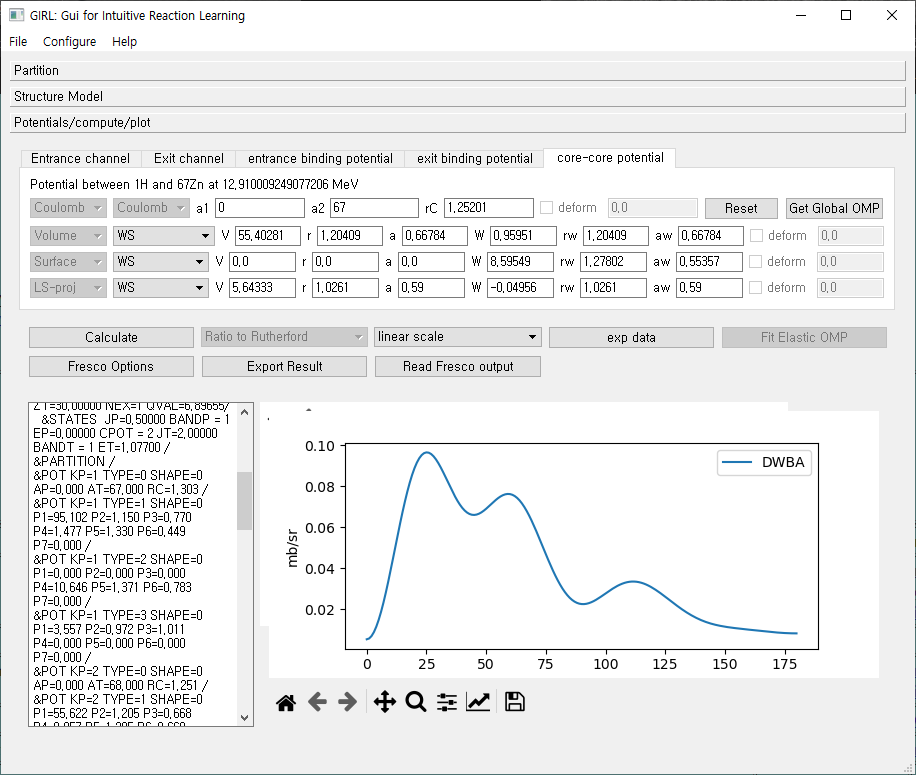 GIRL: Gui for Intuitive Reaction Learning
File Configure Help
Partition
Structure Model
Potentials/compute/plot
Entrance channel Exit channel entrance binding potential exit binding potential core-core potential
Potential between 1H and 67Zn at 12,910009249077206 MeV
Coulomb Coulomb a1 0 a2 67 rC 1,25201 deform 0,0 Reset Get Global OMP
Volume WS V 55,40281 r 1,20409 a 0,66784 W 0,95951 rw 1,20409 aw 0,66784 deform 0,0
Surface WS V 0,0 r 0,0 a 0,0 W 8,59549 rw 1,27802 aw 0,55357 deform 0,0
LS-proj WS V 5,64333 r 1,0261 a 0,59 W -0,04956 rw 1,0261 aw 0,59 deform 0,0
Calculate Ratio to Rutherford linear scale exp data Fit Elastic OMP
Fresco Options Export Result Read Fresco output
ZT=30,00000 NEX=1 QVAL=6,89655/
&STATES JP=0,50000 BANDP = 1
EP=0,00000 CPOT = 2 JT=2,00000
BANDT = 1 ET=1,07700 /
&PARTITION /
&POT KP=1 TYPE=0 SHAPE=0
AP=0,000 AT=67,000 RC=1,303 /
&POT KP=1 TYPE=1 SHAPE=0
P1=95,102 P2=1,150 P3=0,770
P4=1,477 P5=1,330 P6=0,449
P7=0,000 /
&POT KP=1 TYPE=2 SHAPE=0
P1=0,000 P2=0,000 P3=0,000
P4=10,646 P5=1,371 P6=0,783
P7=0,000 /
&POT KP=1 TYPE=3 SHAPE=0
P1=3,557 P2=0,972 P3=1,011
P4=0,000 P5=0,000 P6=0,000
P7=0,000 /
&POT KP=2 TYPE=0 SHAPE=0
AP=0,000 AT=68,000 RC=1,251 /
&POT KP=2 TYPE=1 SHAPE=0
P1=55,622 P2=1,205 P3=0,668
DWBA
mb/sr
0.10
0.08
0.06
0.04
0.02
0 25 50 75 100 125 150 175